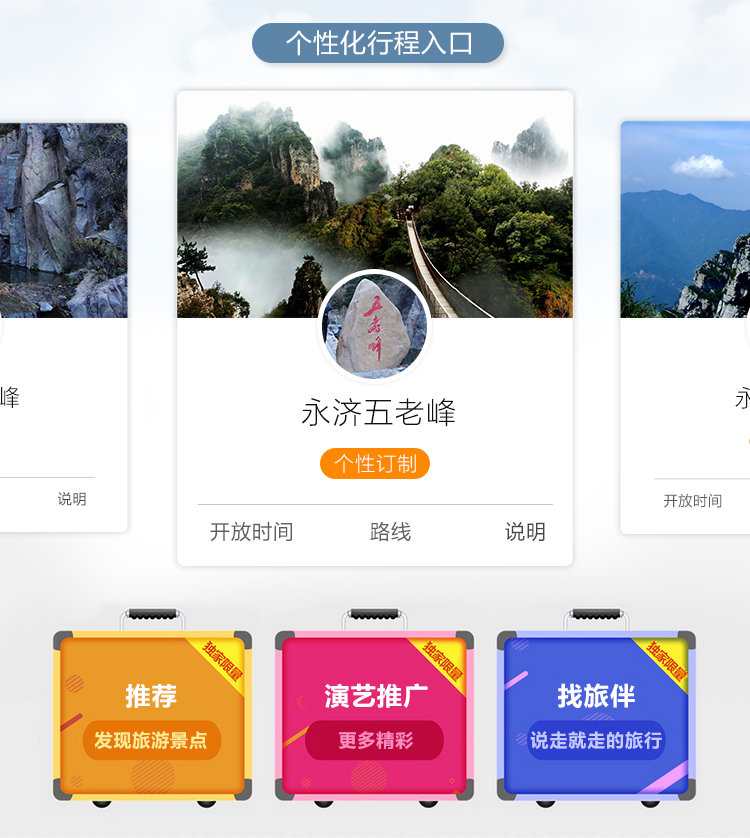 个性化行程入口
五老峰
峰
永济五老峰
永
个性订制
说明
开放时间 路线 说明
开放时间
独家限量
独家限量
独家限量
推荐
演艺推广
找旅伴
发现旅游景点
更多精彩
说走就走的旅行